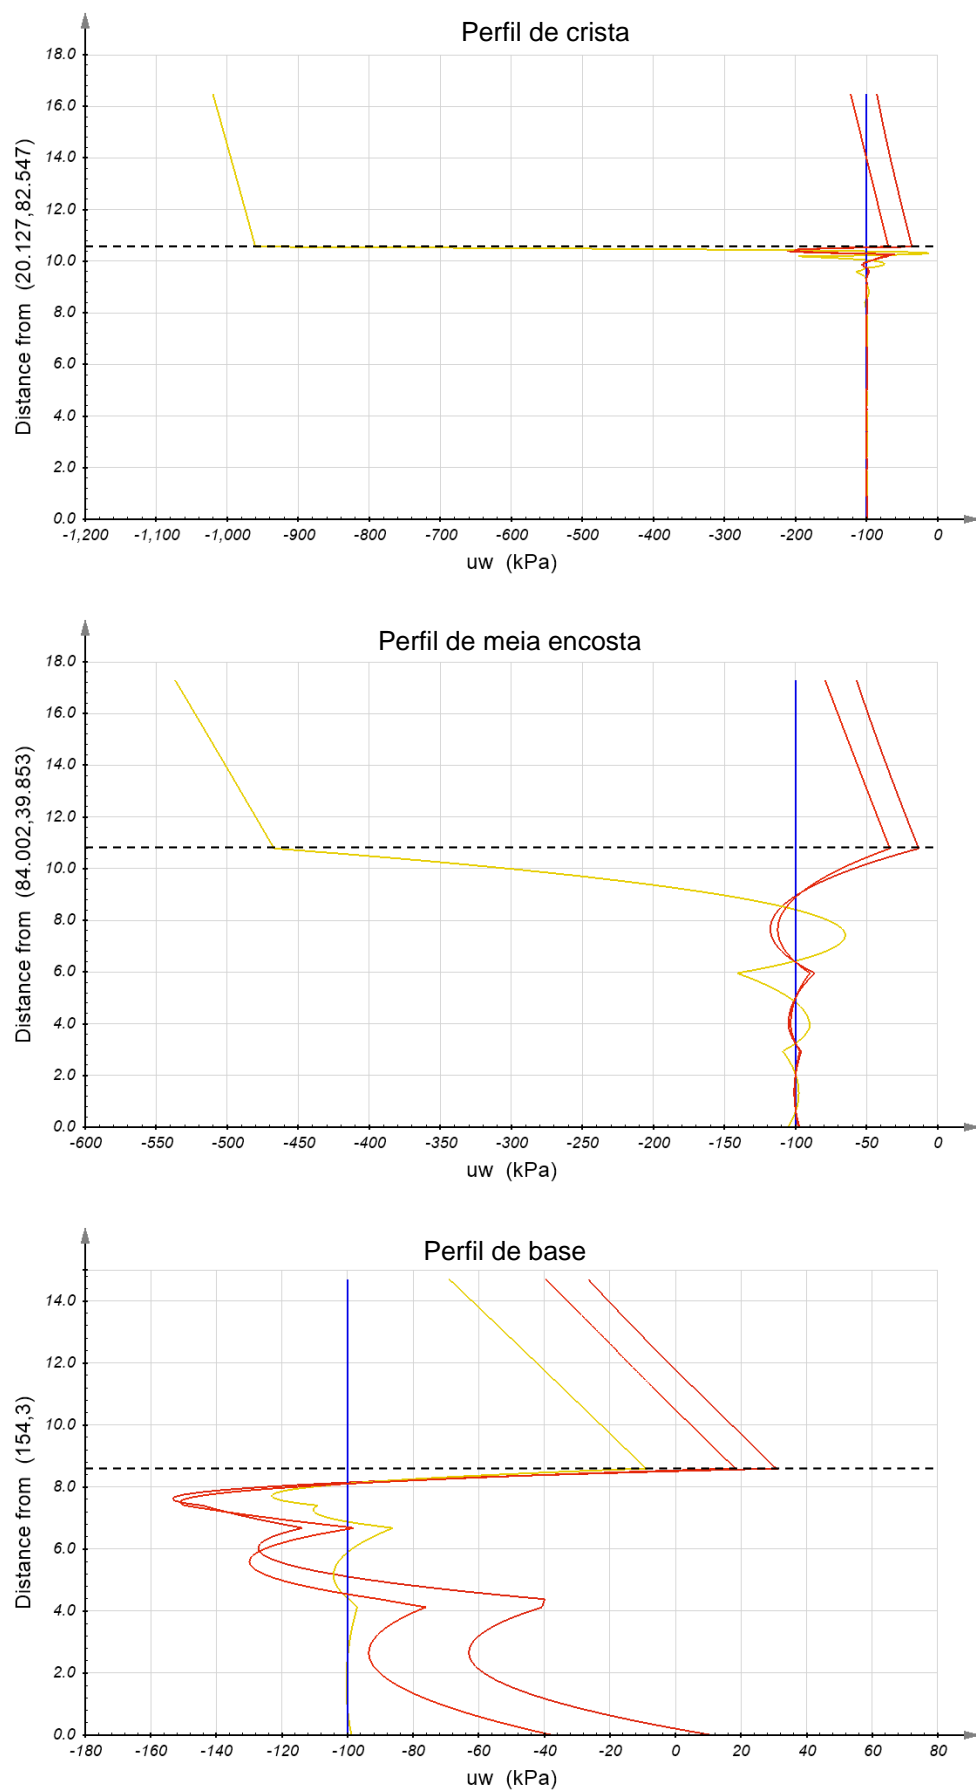 Perfil de crista
18.0
16.0
14.0
12.0
10.0
8.0
6.0
4.0
2.0
0.0
Distance from (20.127,82.547)
-1,200 -1,100 -1,000 -900 -800 -700 -600 -500 -400 -300 -200 -100 0
uw (kPa)
Perfil de meia encosta
18.0
16.0
14.0
12.0
10.0
8.0
6.0
4.0
2.0
0.0
Distance from (84.002,39.853)
-600 -550 -500 -450 -400 -350 -300 -250 -200 -150 -100 -50 0
uw (kPa)
Perfil de base
14.0
12.0
10.0
8.0
6.0
4.0
2.0
0.0
Distance from (154,3)
-180 -160 -140 -120 -100 -80 -60 -40 -20 0 20 40 60 80
uw (kPa)